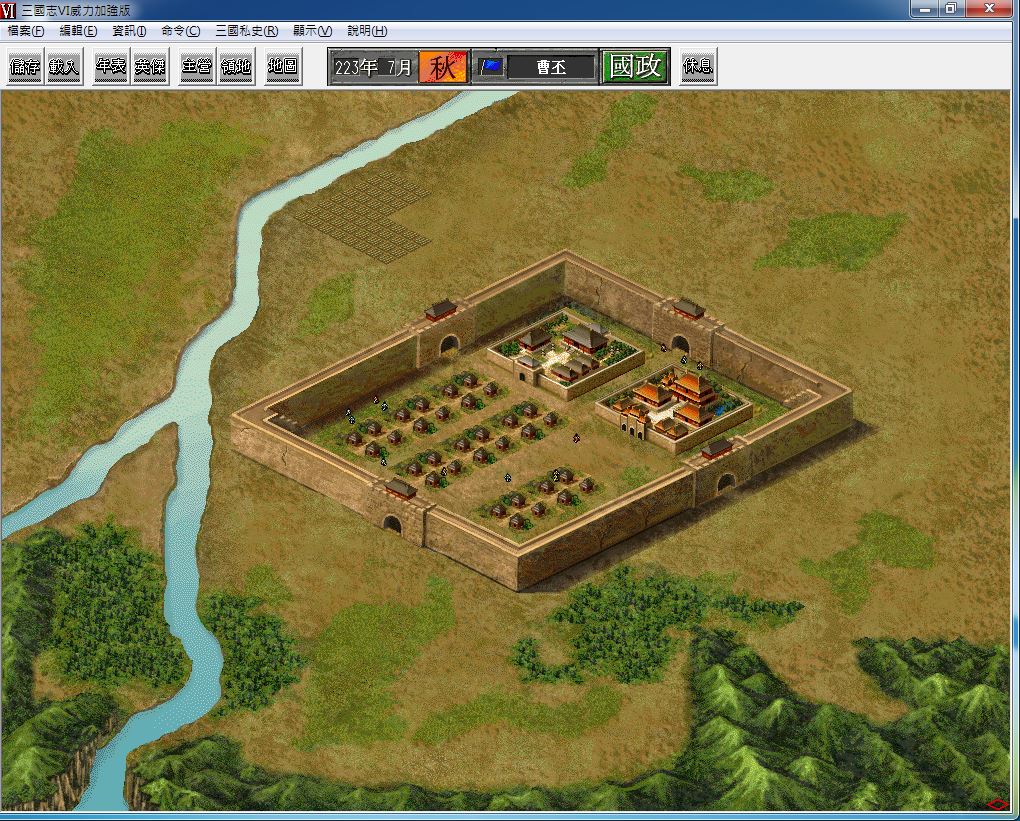 VI 三國志VI威力加強版
檔案(F) 編輯(E) 資訊(I) 命令(C) 三國私史(R) 顯示(V) 說明(H)
儲存 載入 年表 英傑 主營 領地 地圖 223年 7月 秋 曹丕 國政 休息